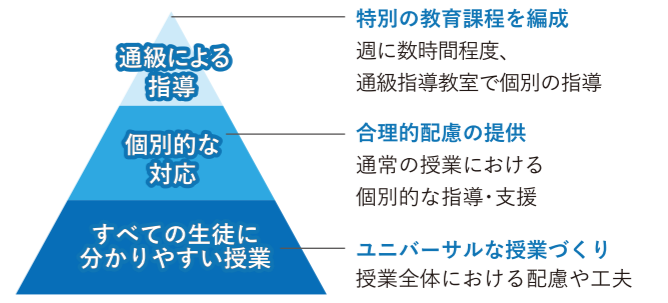 通級による
指導
特別の教育課程を編成
週に数時間程度、
通級指導教室で個別の指導
個別的な
対応
合理的配慮の提供
通常の授業における
個別的な指導・支援
すべての生徒に
分かりやすい授業
ユニバーサルな授業づくり
授業全体における配慮や工夫